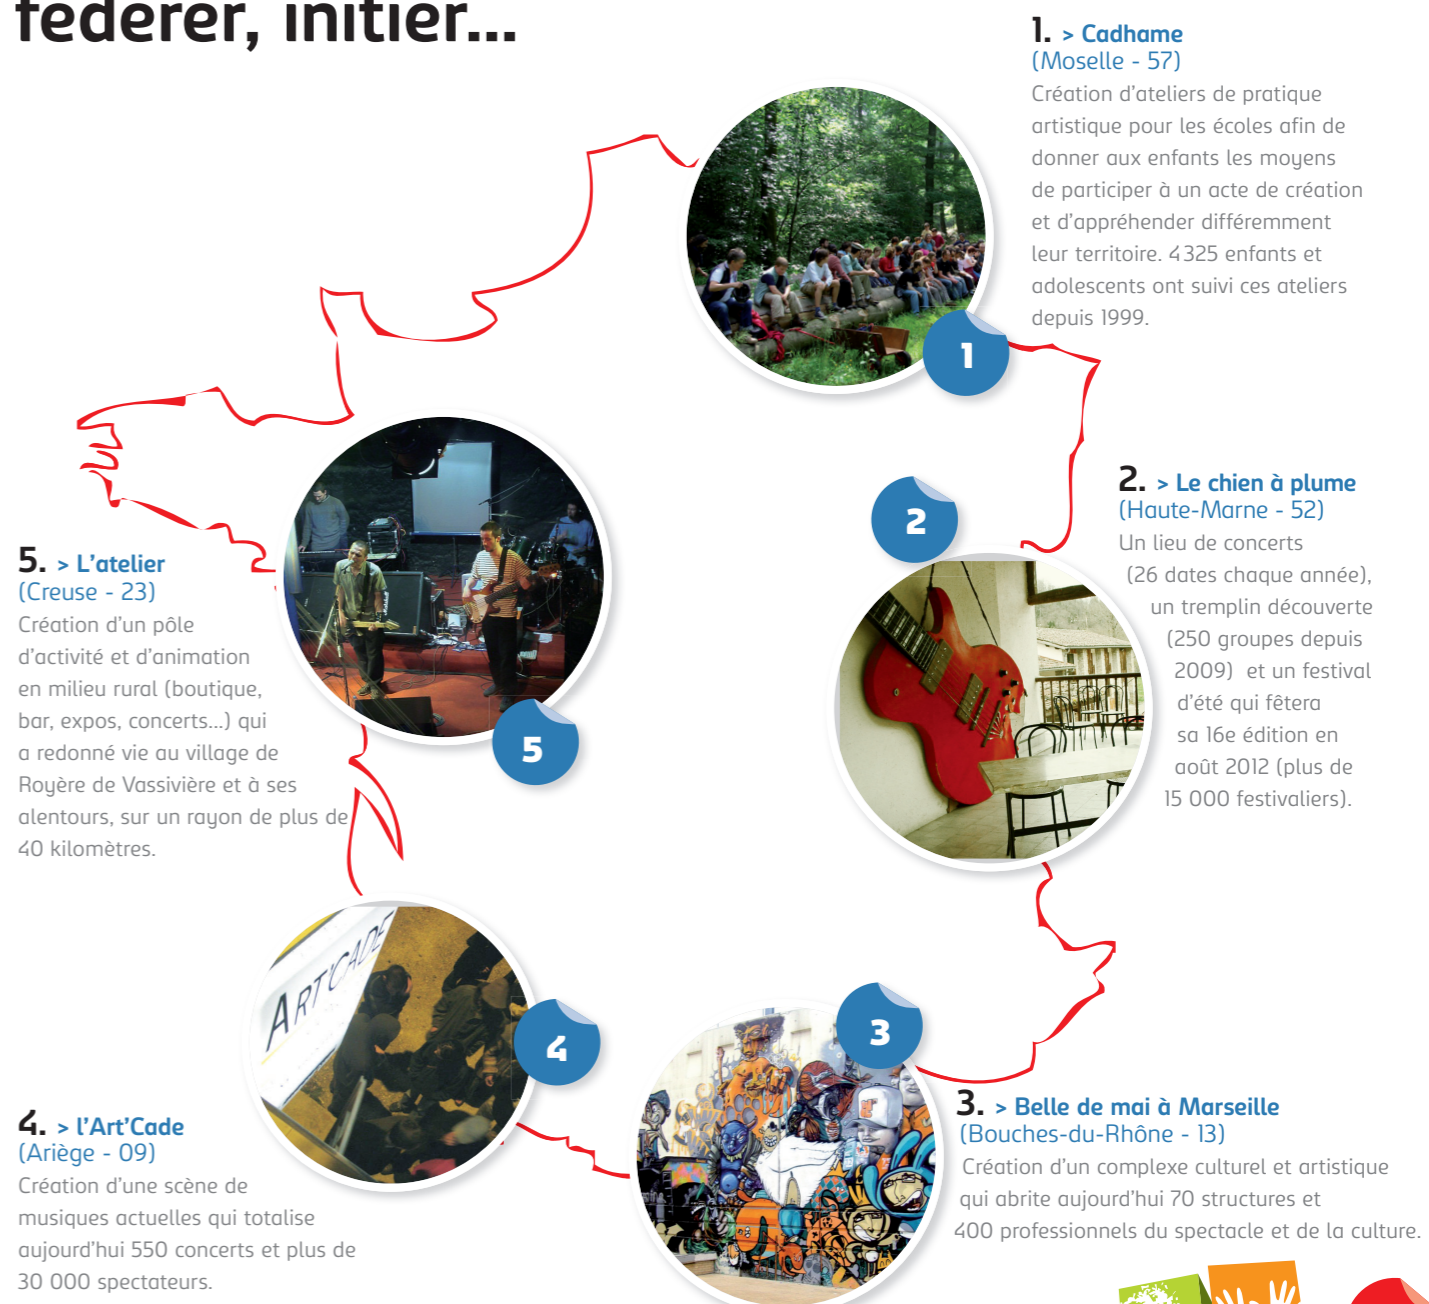 fédérer, initier...
1. > Cadhame
(Moselle - 57)
Création d'ateliers de pratique
artistique pour les écoles afin de
donner aux enfants les moyens
de participer à un acte de création
et d'appréhender différemment
leur territoire. 4325 enfants et
adolescents ont suivi ces ateliers
depuis 1999.
1
2
2. > Le chien à plume
(Haute-Marne - 52)
Un lieu de concerts
(26 dates chaque année),
un tremplin découverte
(250 groupes depuis
2009) et un festival
d'été qui fêtera
sa 16e édition en
août 2012 (plus de
15 000 festivaliers).
5. > L'atelier
(Creuse - 23)
Création d'un pôle
d'activité et d'animation
en milieu rural (boutique,
bar, expos, concerts...) qui
a redonné vie au village de
Royère de Vassivière et à ses
alentours, sur un rayon de plus de
40 kilomètres.
5
ART'CADE
4
3
3. > Belle de mai à Marseille
(Bouches-du-Rhône - 13)
Création d'un complexe culturel et artistique
qui abrite aujourd'hui 70 structures et
400 professionnels du spectacle et de la culture.
4. > l'Art'Cade
(Ariège - 09)
Création d'une scène de
musiques actuelles qui totalise
aujourd'hui 550 concerts et plus de
30 000 spectateurs.